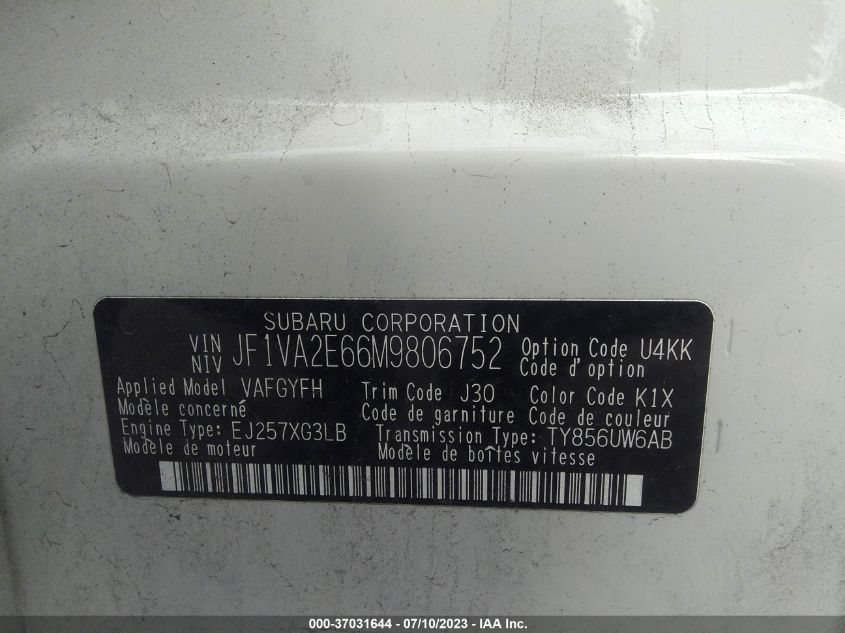 SUBARU CORPORATION
VIN JF1VA2E66M9806752 Option Code U4KK
NIV Code d'option
Applied Model VAFGYFH Trim Code J30 Color Code K1X
Modèle concerné Code de garniture Code de couleur
Engine Type: EJ257XG3LB Transmission Type: TY856UW6AB
Modèle de moteur Modèle de boîtes vitesse
000-37031644 / 07/10/2023 - © IAA Inc.